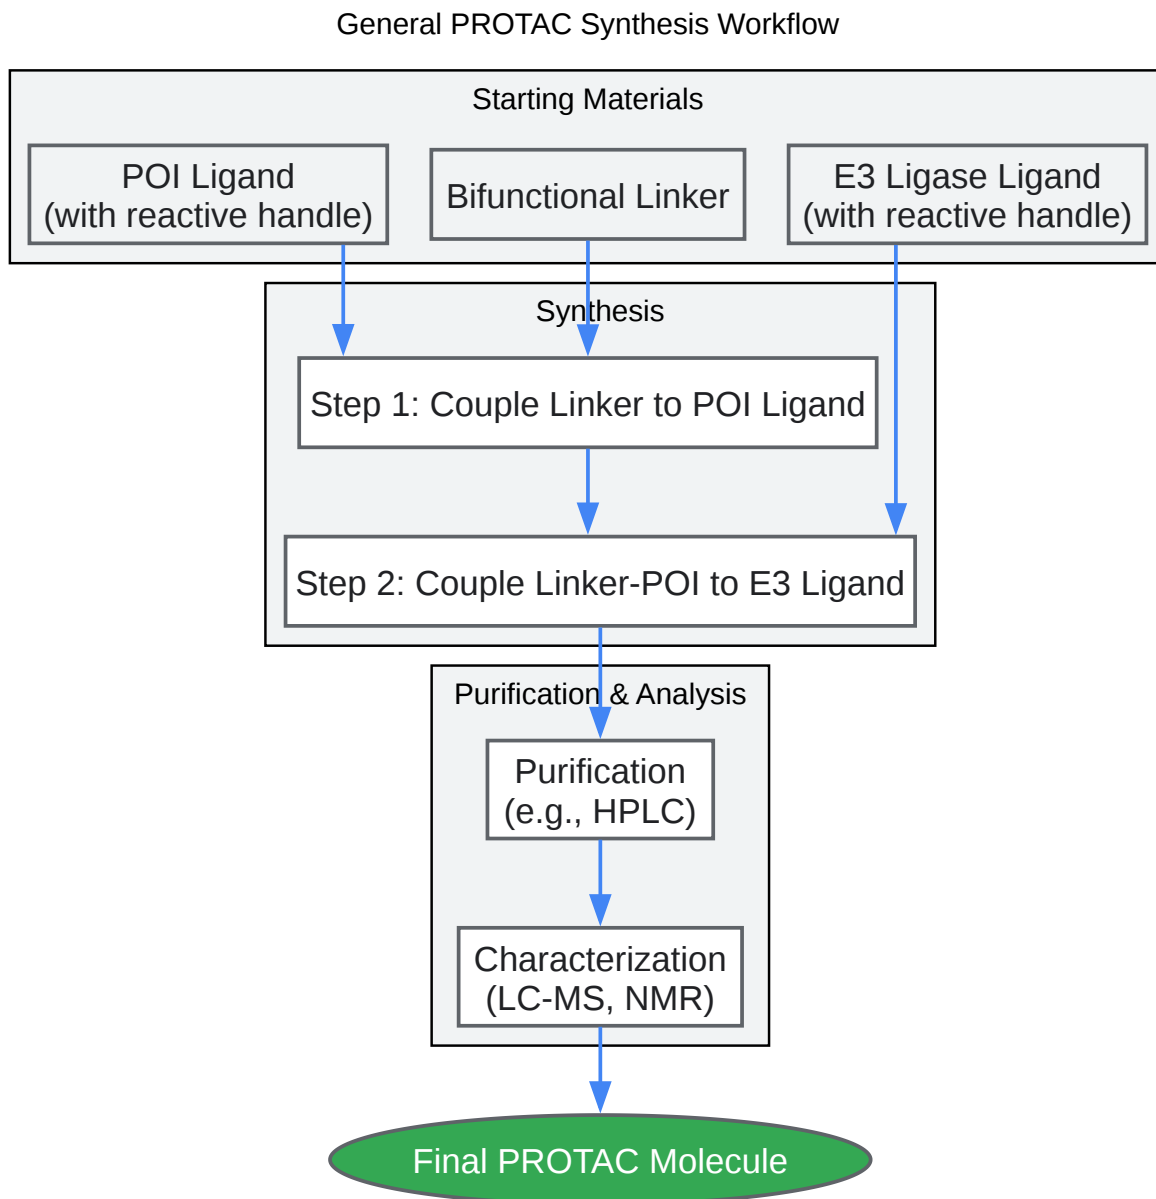 General PROTAC Synthesis Workflow
Starting Materials
POI Ligand
(with reactive handle)
Bifunctional Linker
E3 Ligase Ligand
(with reactive handle)
Synthesis
Step 1: Couple Linker to POI Ligand
Step 2: Couple Linker-POI to E3 Ligand
Purification & Analysis
Purification
(e.g., HPLC)
Characterization
(LC-MS, NMR)
Final PROTAC Molecule